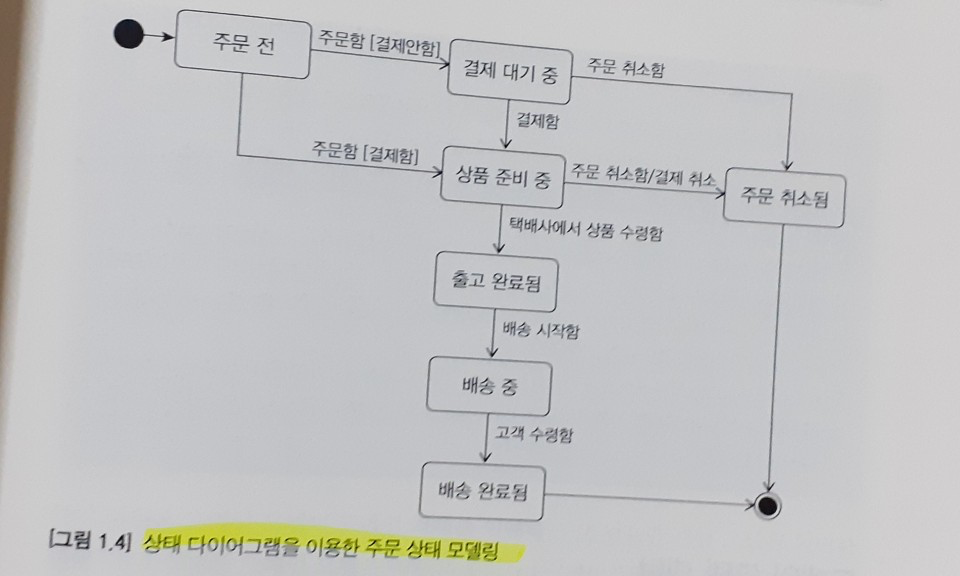 주문 전
주문함 [결제안함]
결제 대기 중
주문 취소함
결제함
주문함 [결제함]
상품 준비 중
주문 취소함/결제 취소
주문 취소됨
택배사에서 상품 수령함
출고 완료됨
배송 시작함
배송 중
고객 수령함
배송 완료됨
[그림 1.4] 상태 다이어그램을 이용한 주문 상태 모델링